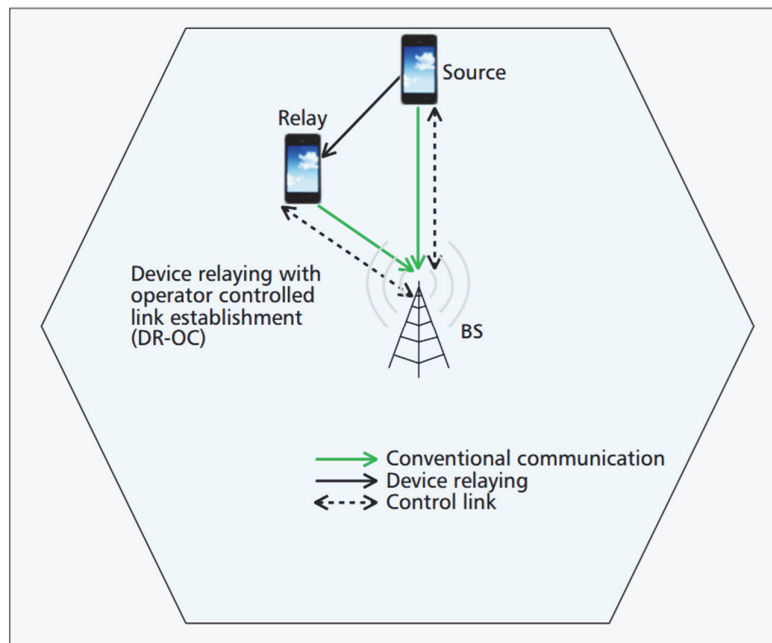 Source
Relay
Device relaying with
operator controlled
link establishment
(DR-OC)
BS
Conventional communication
Device relaying
Control link